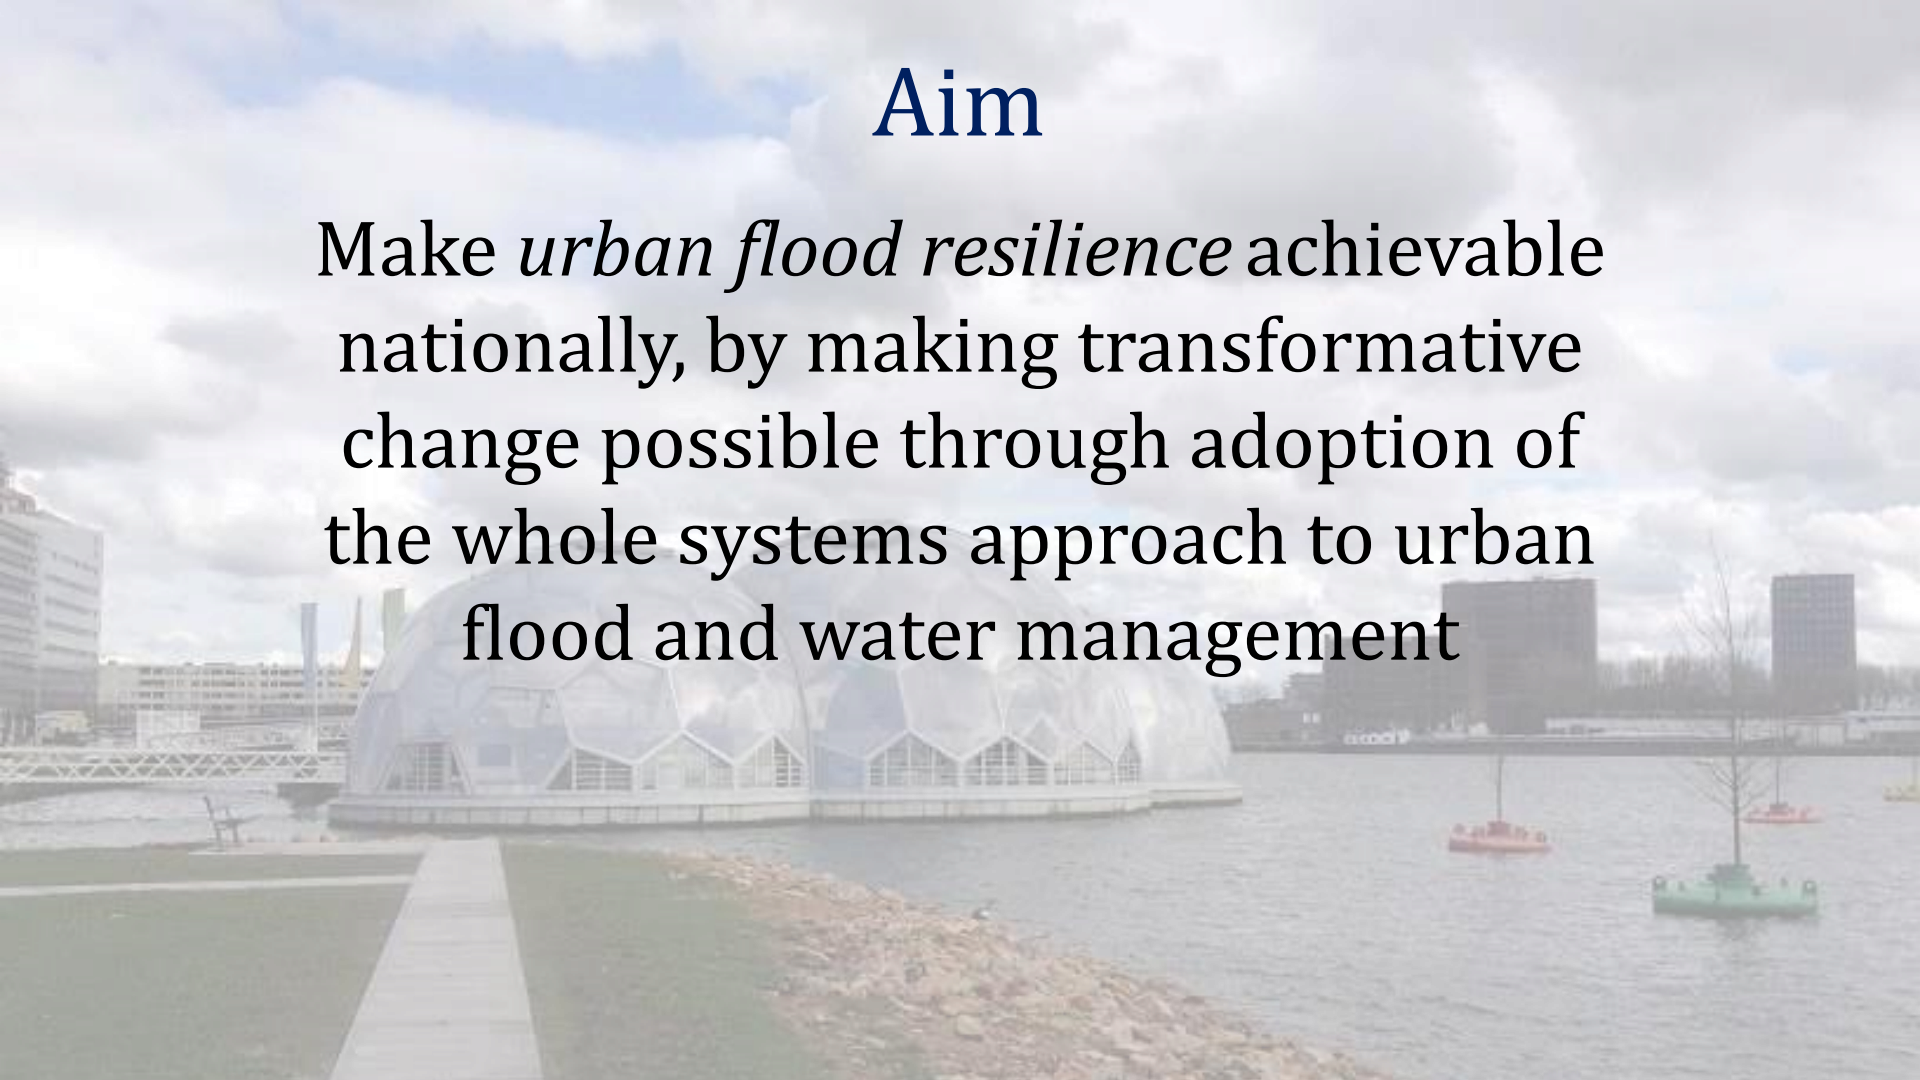 Aim
Make urban flood resilience achievable
nationally, by making transformative
change possible through adoption of
the whole systems approach to urban
flood and water management